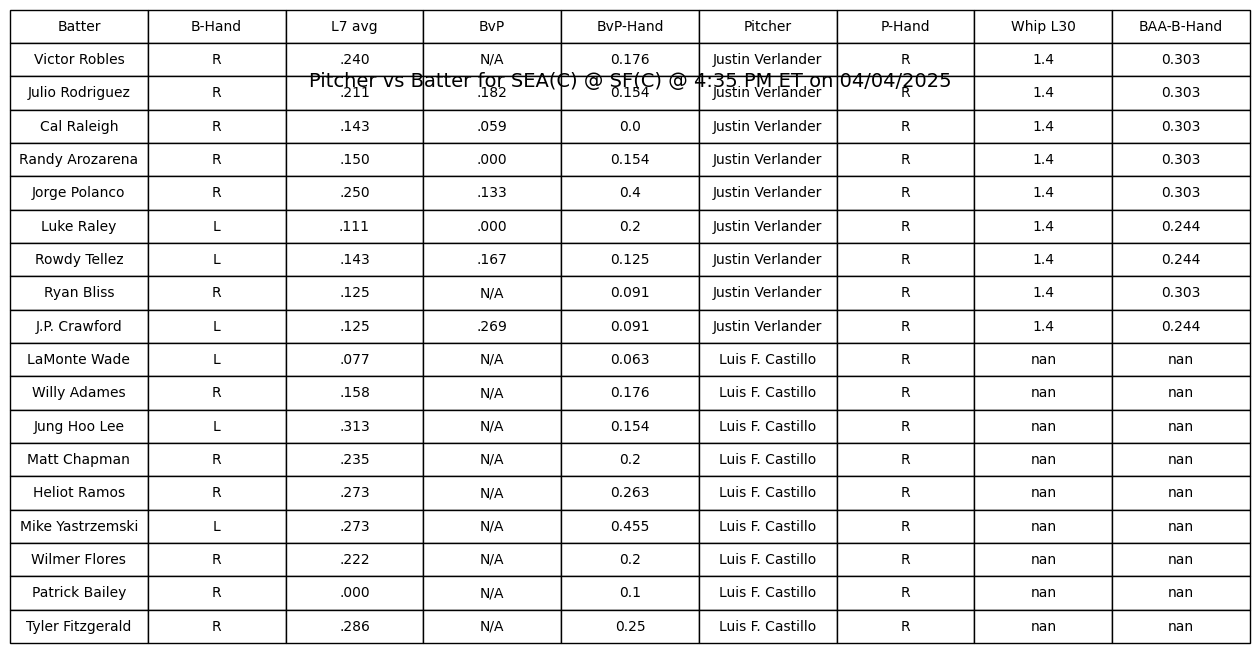 Batter B-Hand L7 avg BvP BvP-Hand Pitcher P-Hand Whip L30 BAA-B-Hand
Victor Robles R .240 N/A 0.176 Justin Verlander R 1.4 0.303
Pitcher vs Batter for SEA(C) @ SF(C) @ 4:35 PM ET on 04/04/2025
Julio Rodriguez R .211 .182 0.154 Justin Verlander R 1.4 0.303
Cal Raleigh R .143 .059 0.0 Justin Verlander R 1.4 0.303
Randy Arozarena R .150 .000 0.154 Justin Verlander R 1.4 0.303
Jorge Polanco R .250 .133 0.4 Justin Verlander R 1.4 0.303
Luke Raley L .111 .000 0.2 Justin Verlander R 1.4 0.244
Rowdy Tellez L .143 .167 0.125 Justin Verlander R 1.4 0.244
Ryan Bliss R .125 N/A 0.091 Justin Verlander R 1.4 0.303
J.P. Crawford L .125 .269 0.091 Justin Verlander R 1.4 0.244
LaMonte Wade L .077 N/A 0.063 Luis F. Castillo R nan nan
Willy Adames R .158 N/A 0.176 Luis F. Castillo R nan nan
Jung Hoo Lee L .313 N/A 0.154 Luis F. Castillo R nan nan
Matt Chapman R .235 N/A 0.2 Luis F. Castillo R nan nan
Heliot Ramos R .273 N/A 0.263 Luis F. Castillo R nan nan
Mike Yastrzemski L .273 N/A 0.455 Luis F. Castillo R nan nan
Wilmer Flores R .222 N/A 0.2 Luis F. Castillo R nan nan
Patrick Bailey R .000 N/A 0.1 Luis F. Castillo R nan nan
Tyler Fitzgerald R .286 N/A 0.25 Luis F. Castillo R nan nan